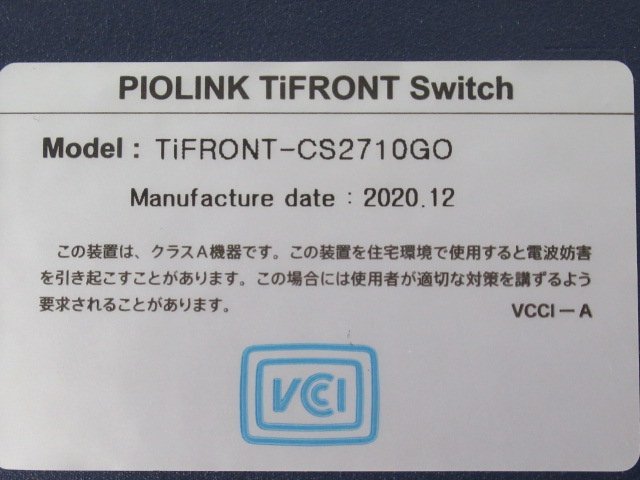 PIOLINK TiFRONT Switch
Model : TiFRONT-CS2710GO
Manufacture date : 2020.12
この装置は、クラスA機器です。この装置を住宅環境で使用すると電波妨害
を引き起こすことがあります。この場合には使用者が適切な対策を講ずるよう
要求されることがあります。
VCCI－A
VCCI